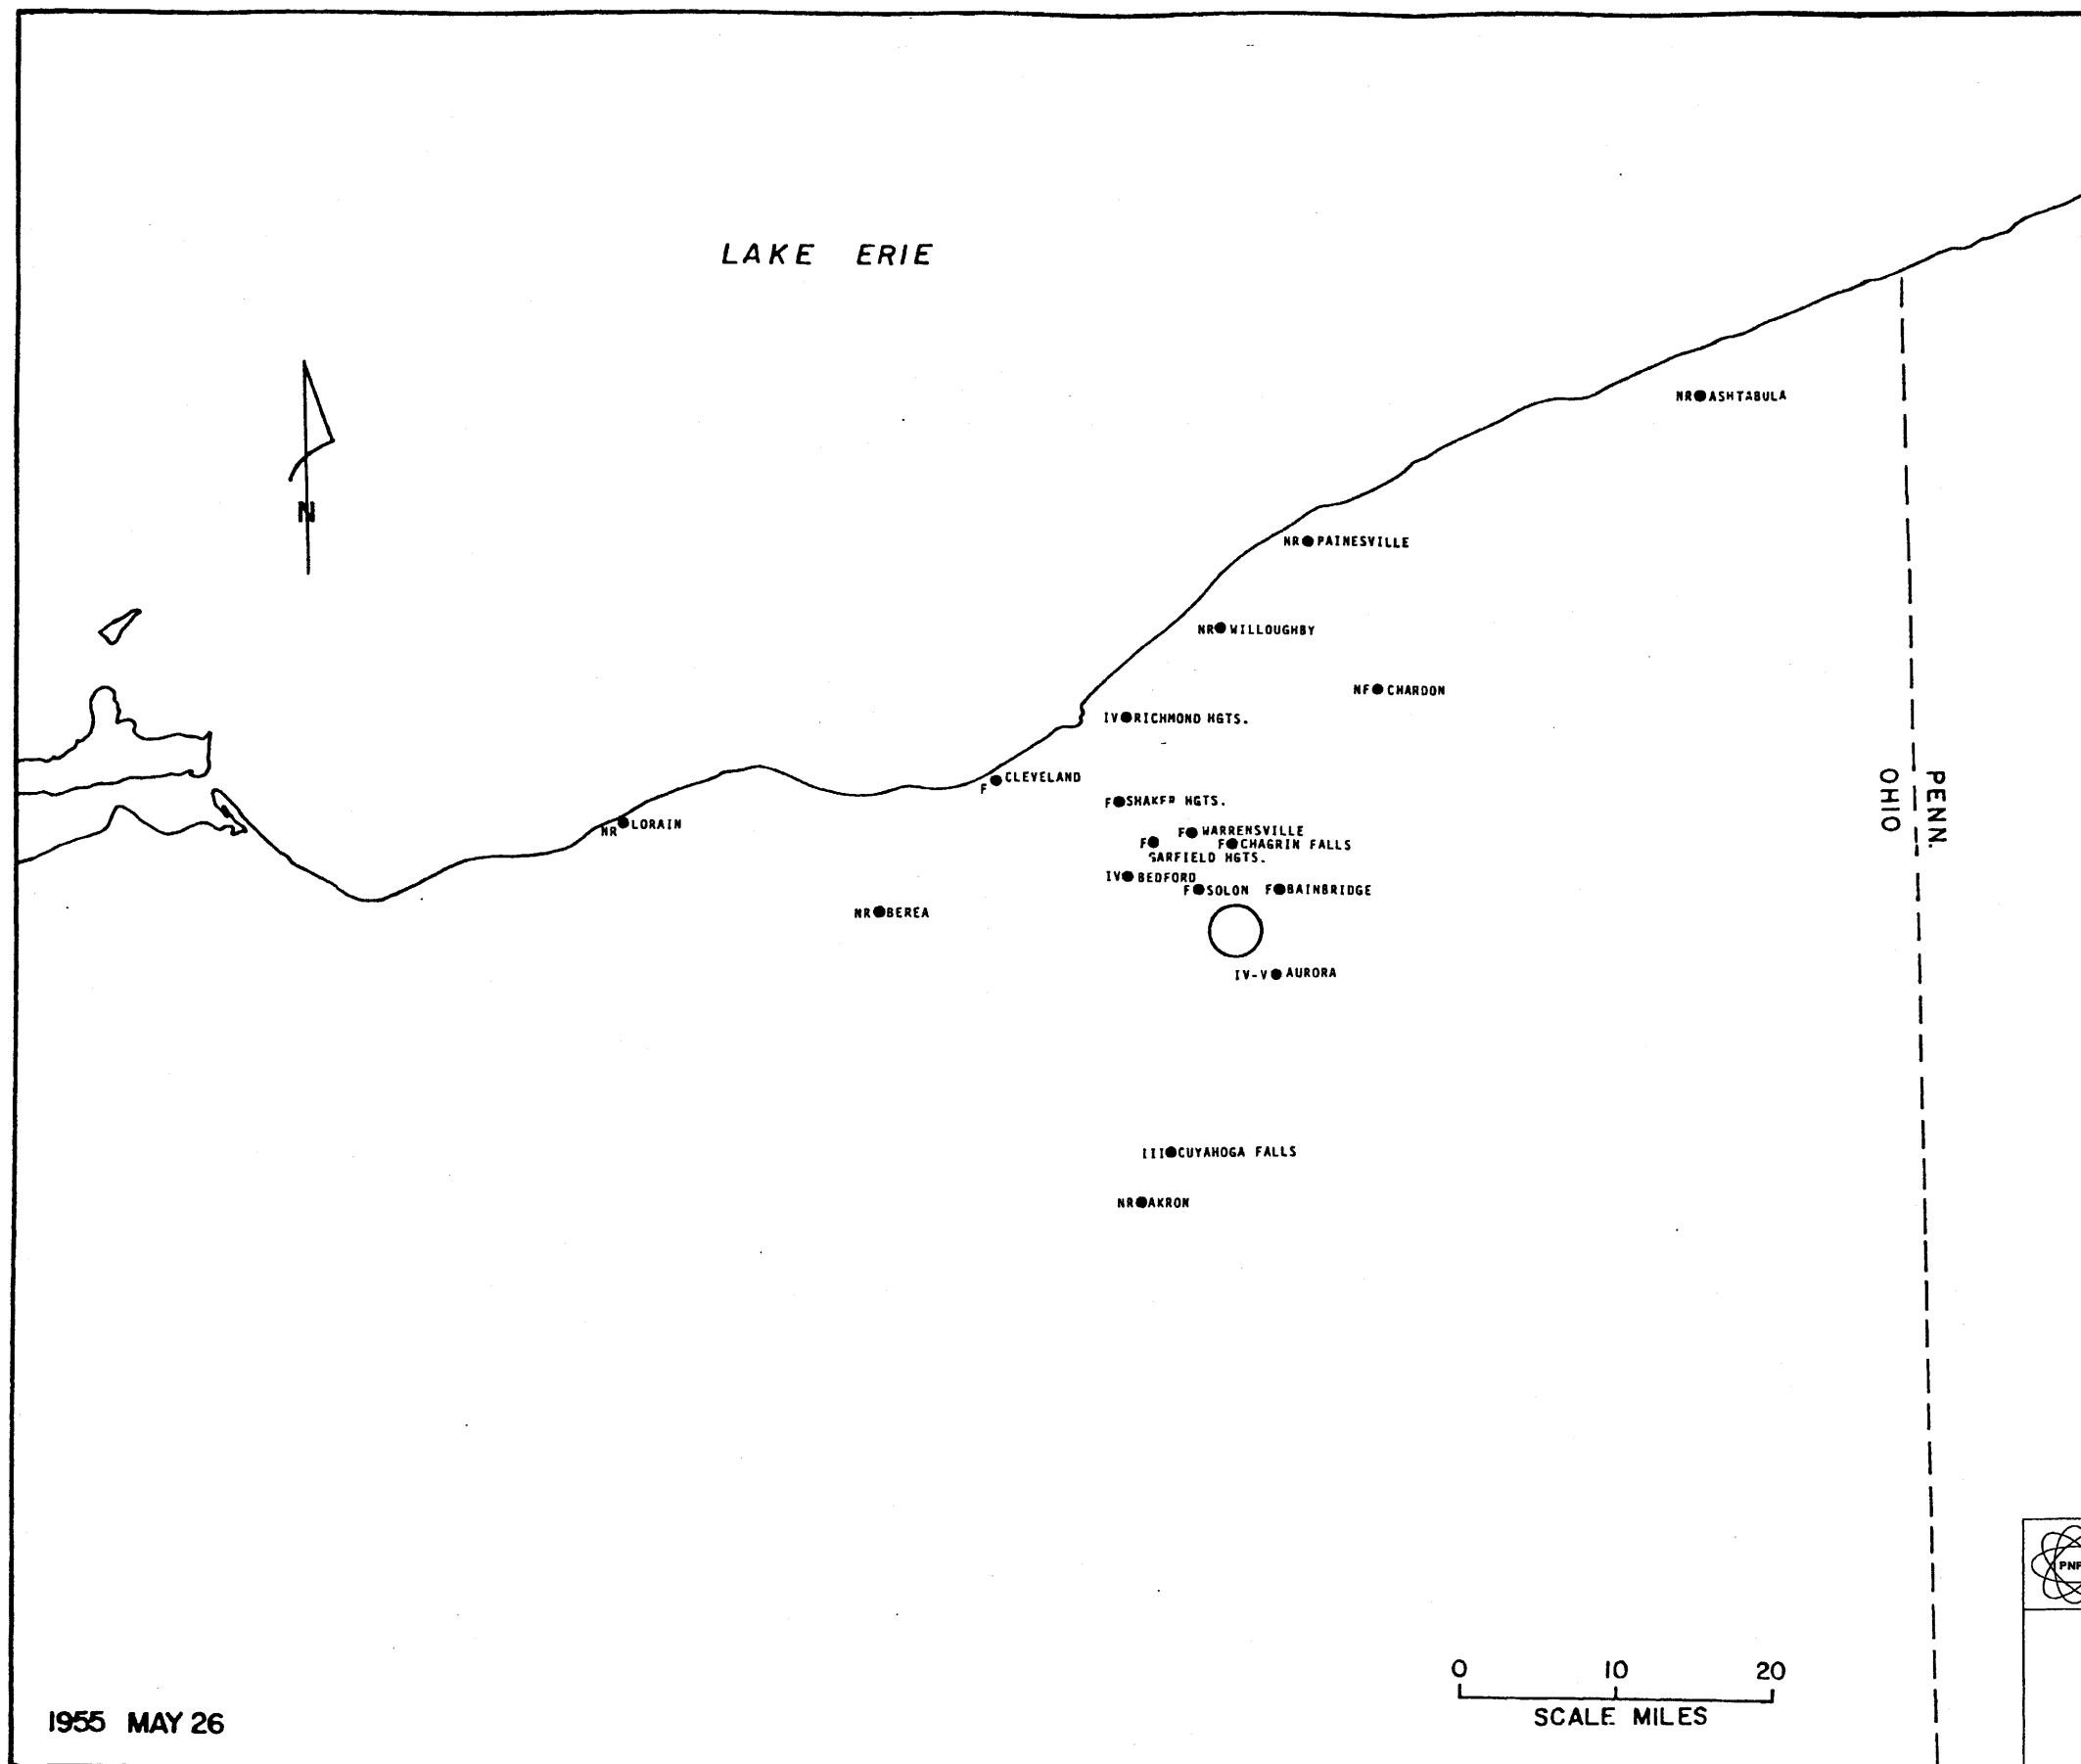 LAKE ERIE
NR ASHTABULA
N
NR PAINESVILLE
NR WILLOUGHBY
NF CHARDON
IV RICHMOND HGTS.
CLEVELAND
F
F SHAKER HGTS.
NR LORAIN
F WARRENSVILLE
F
F CHAGRIN FALLS
GARFIELD HGTS.
OHIO
PENN.
IV BEDFORD
F SOLON
F BAINBRIDGE
NR BEREA
IV-V AURORA
III CUYAHOGA FALLS
NR AKRON
0 10 20
SCALE MILES
1955 MAY 26